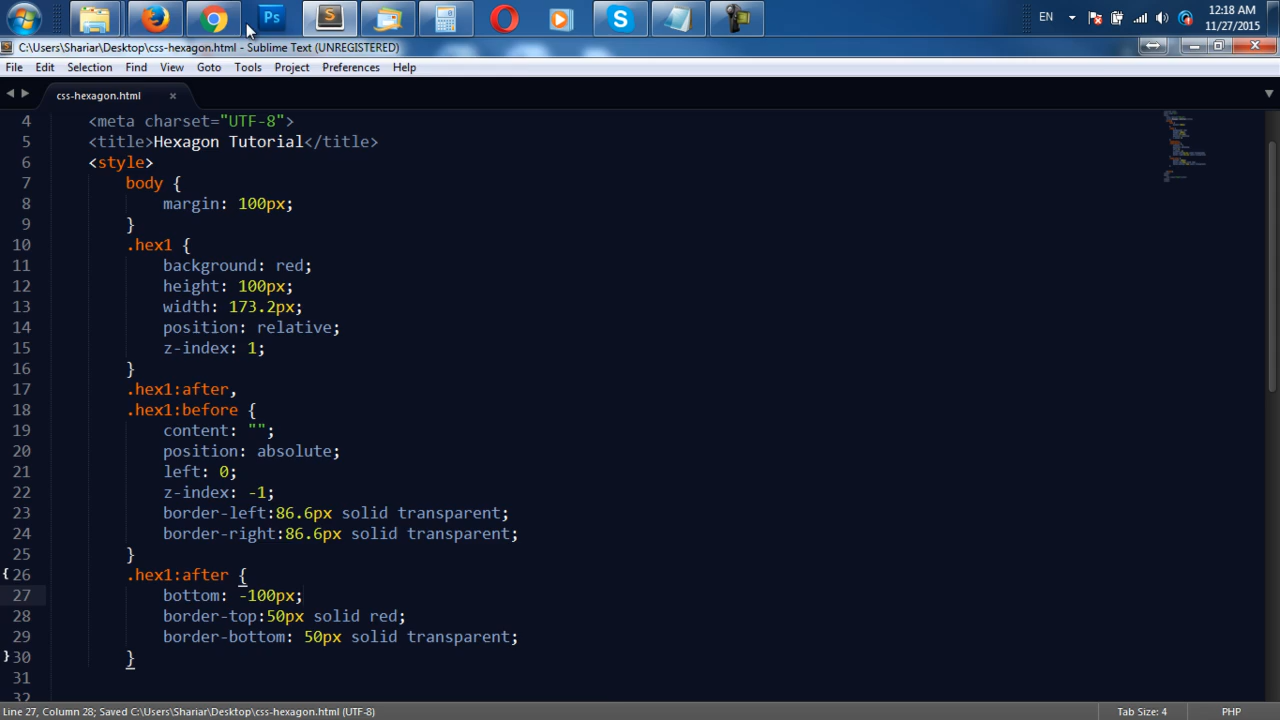 Ps
S
S
EN
12:18 AM
11/27/2015
C:\Users\Shariar\Desktop\css-hexagon.html - Sublime Text (UNREGISTERED)
File Edit Selection Find View Goto Tools Project Preferences Help
css-hexagon.html ×
4 <meta charset="UTF-8">
5 <title>Hexagon Tutorial</title>
6 <style>
7 body {
8 margin: 100px;
9 }
10 .hex1 {
11 background: red;
12 height: 100px;
13 width: 173.2px;
14 position: relative;
15 z-index: 1;
16 }
17 .hex1:after,
18 .hex1:before {
19 content: "";
20 position: absolute;
21 left: 0;
22 z-index: -1;
23 border-left:86.6px solid transparent;
24 border-right:86.6px solid transparent;
25 }
{ 26 .hex1:after {
27 bottom: -100px;
28 border-top:50px solid red;
29 border-bottom: 50px solid transparent;
} 30 }
31
32
Line 27, Column 28; Saved C:\Users\Shariar\Desktop\css-hexagon.html (UTF-8) Tab Size: 4 PHP